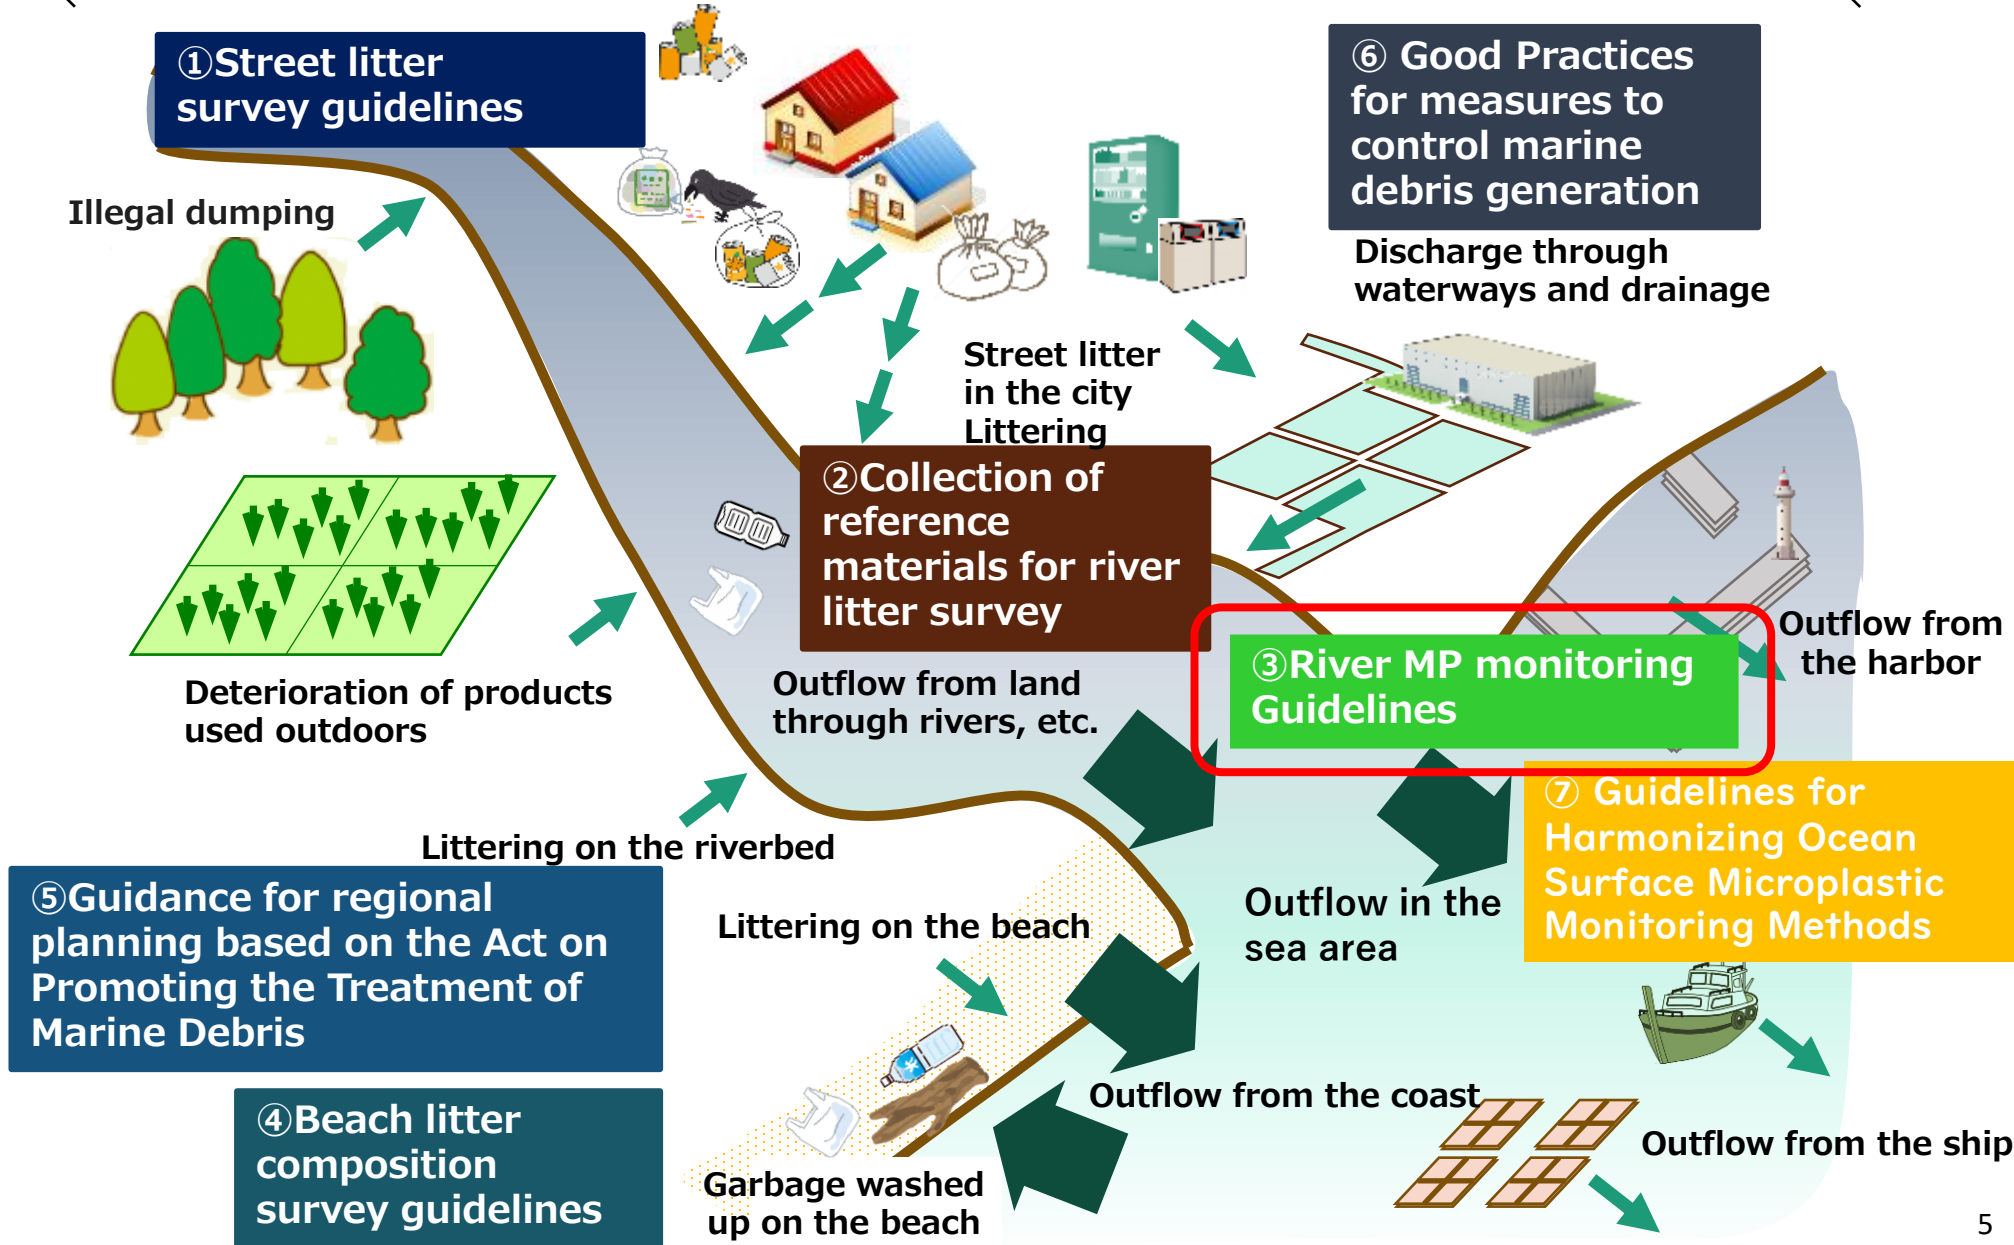 ①Street litter
survey guidelines
⑥ Good Practices
for measures to
control marine
debris generation
Illegal dumping
Discharge through
waterways and drainage
Street litter
in the city
Littering
②Collection of
reference
materials for river
litter survey
Outflow from
the harbor
③River MP monitoring
Guidelines
Deterioration of products
used outdoors
Outflow from land
through rivers, etc.
⑦ Guidelines for
Harmonizing Ocean
Surface Microplastic
Monitoring Methods
Littering on the riverbed
⑤Guidance for regional
planning based on the Act on
Promoting the Treatment of
Marine Debris
Littering on the beach
Outflow in the
sea area
Outflow from the coast
④Beach litter
composition
survey guidelines
Outflow from the ship
Garbage washed
up on the beach
5